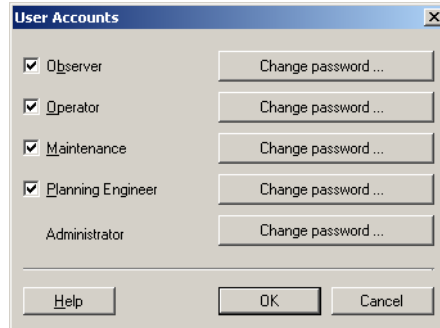 User Accounts
Observer Change password ...
Operator Change password ...
Maintenance Change password ...
Planning Engineer Change password ...
Administrator Change password ...
Help OK Cancel